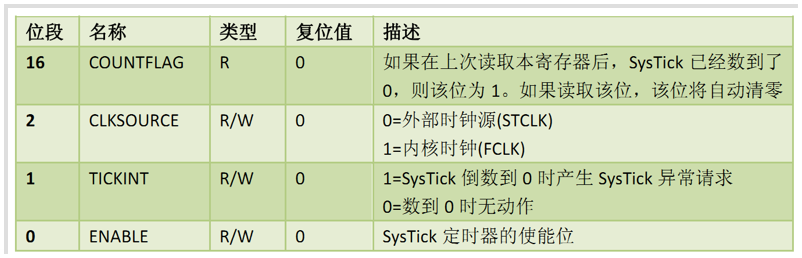 位段 名称 类型 复位值 描述
16 COUNTFLAG R 0 如果在上次读取本寄存器后，SysTick 已经数到了
0，则该位为 1。如果读取该位，该位将自动清零
2 CLKSOURCE R/W 0 0=外部时钟源(STCLK)
1=内核时钟(FCLK)
1 TICKINT R/W 0 1=SysTick 倒数到 0 时产生 SysTick 异常请求
0=数到 0 时无动作
0 ENABLE R/W 0 SysTick 定时器的使能位